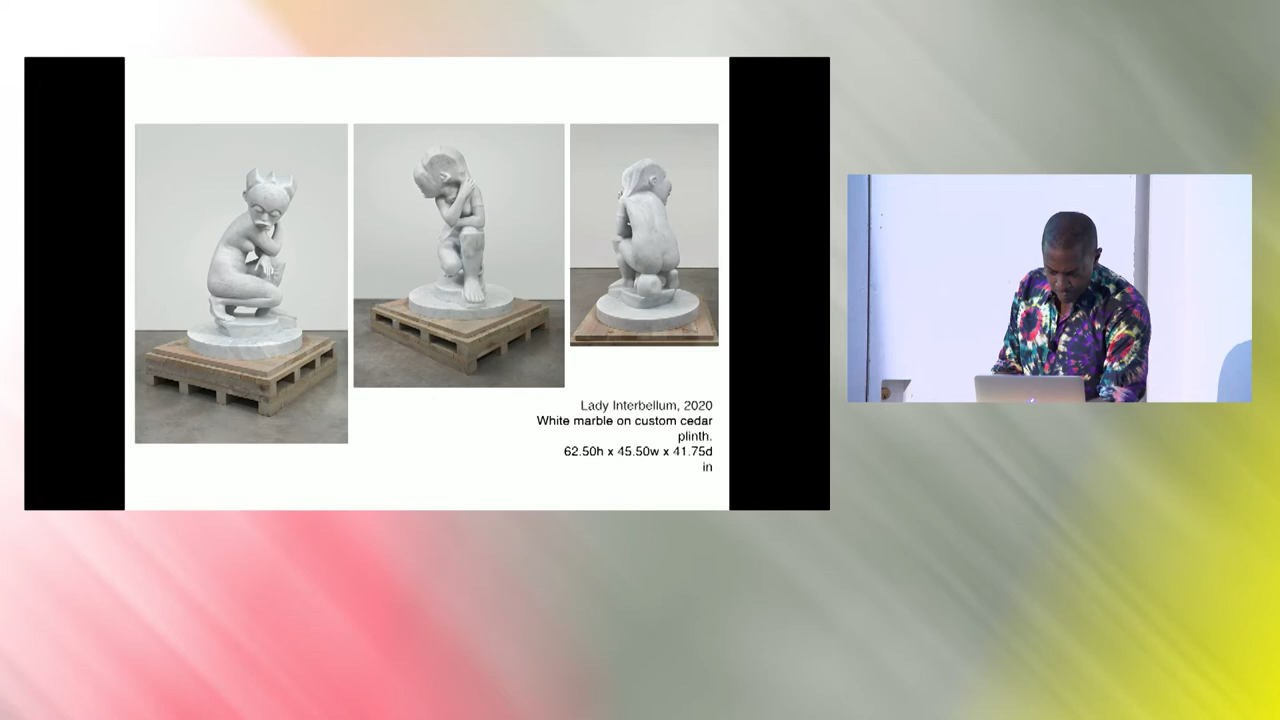 Lady Interbellum, 2020
White marble on custom cedar
plinth.
62.50h x 45.50w x 41.75d
in